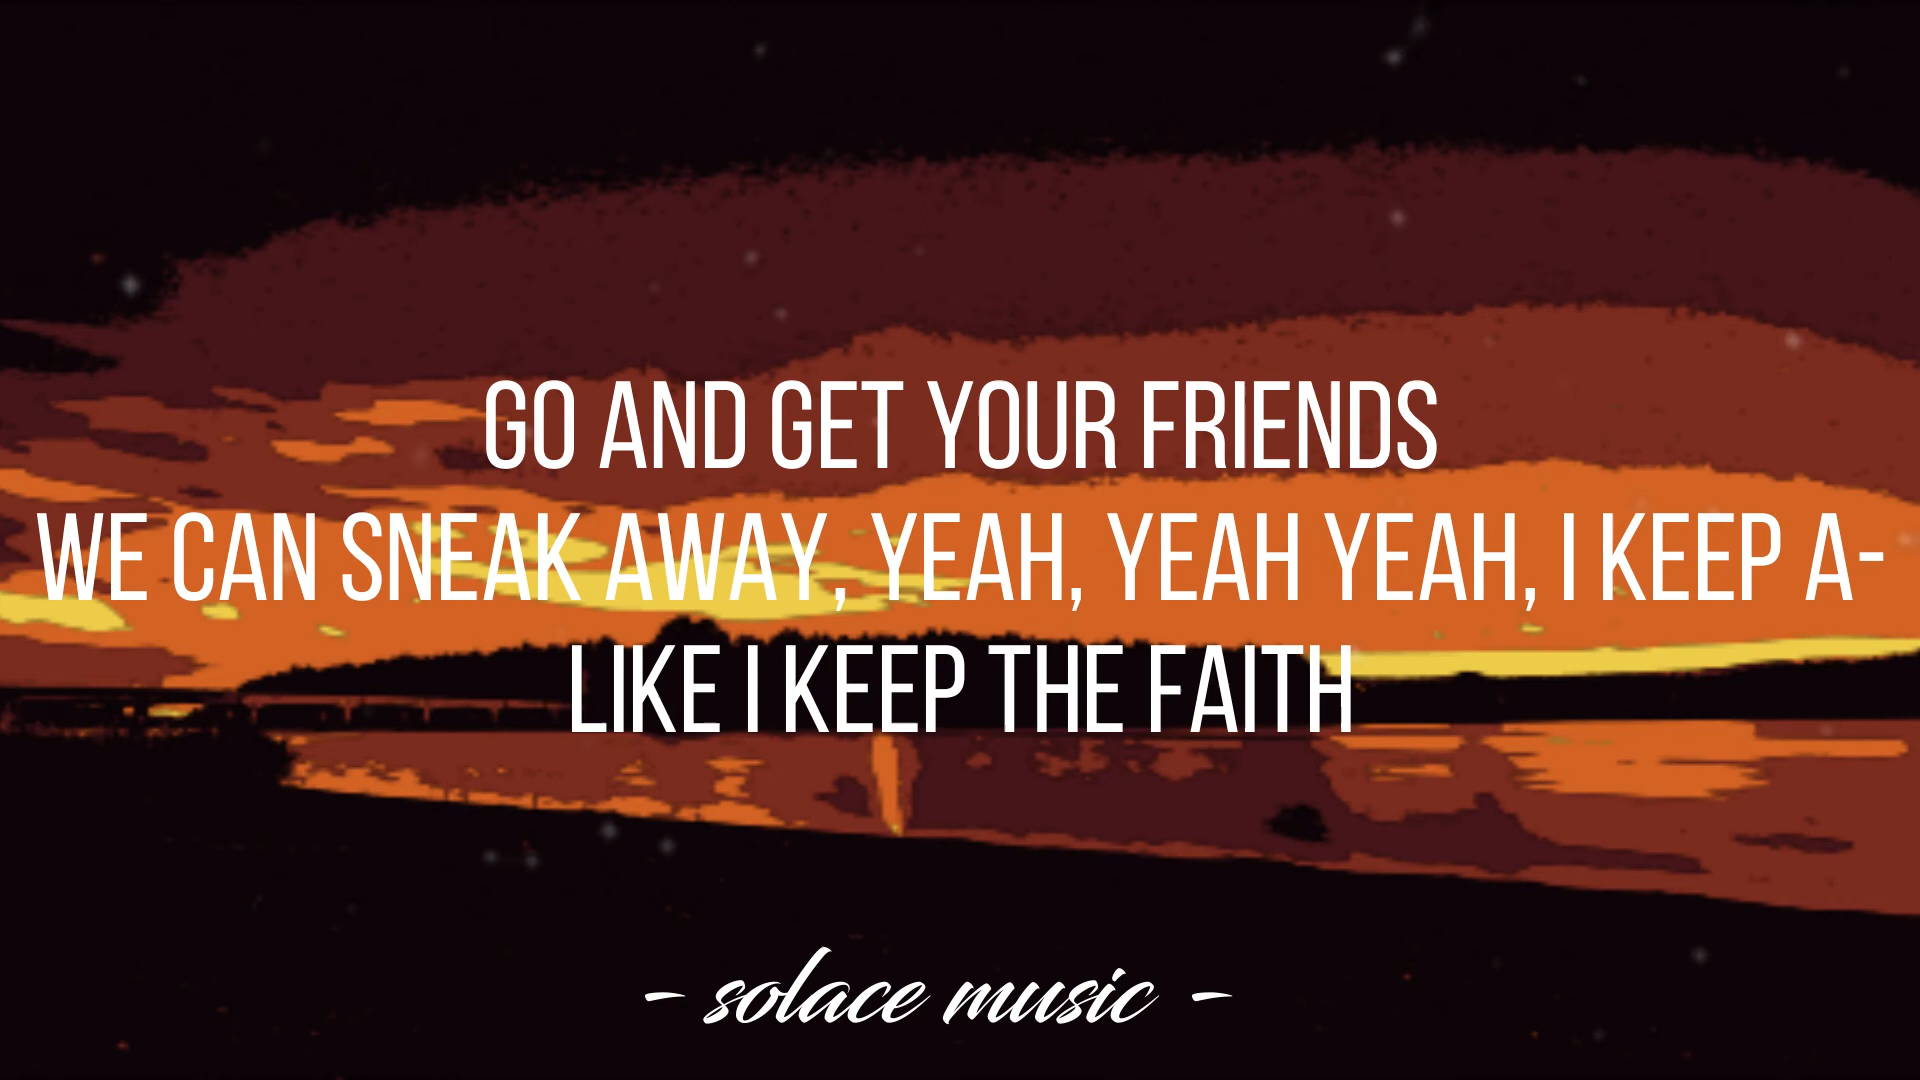 GO AND GET YOUR FRIENDS
WE CAN SNEAK AWAY, YEAH, YEAH YEAH, I KEEP A-
LIKE I KEEP THE FAITH
- solace music -